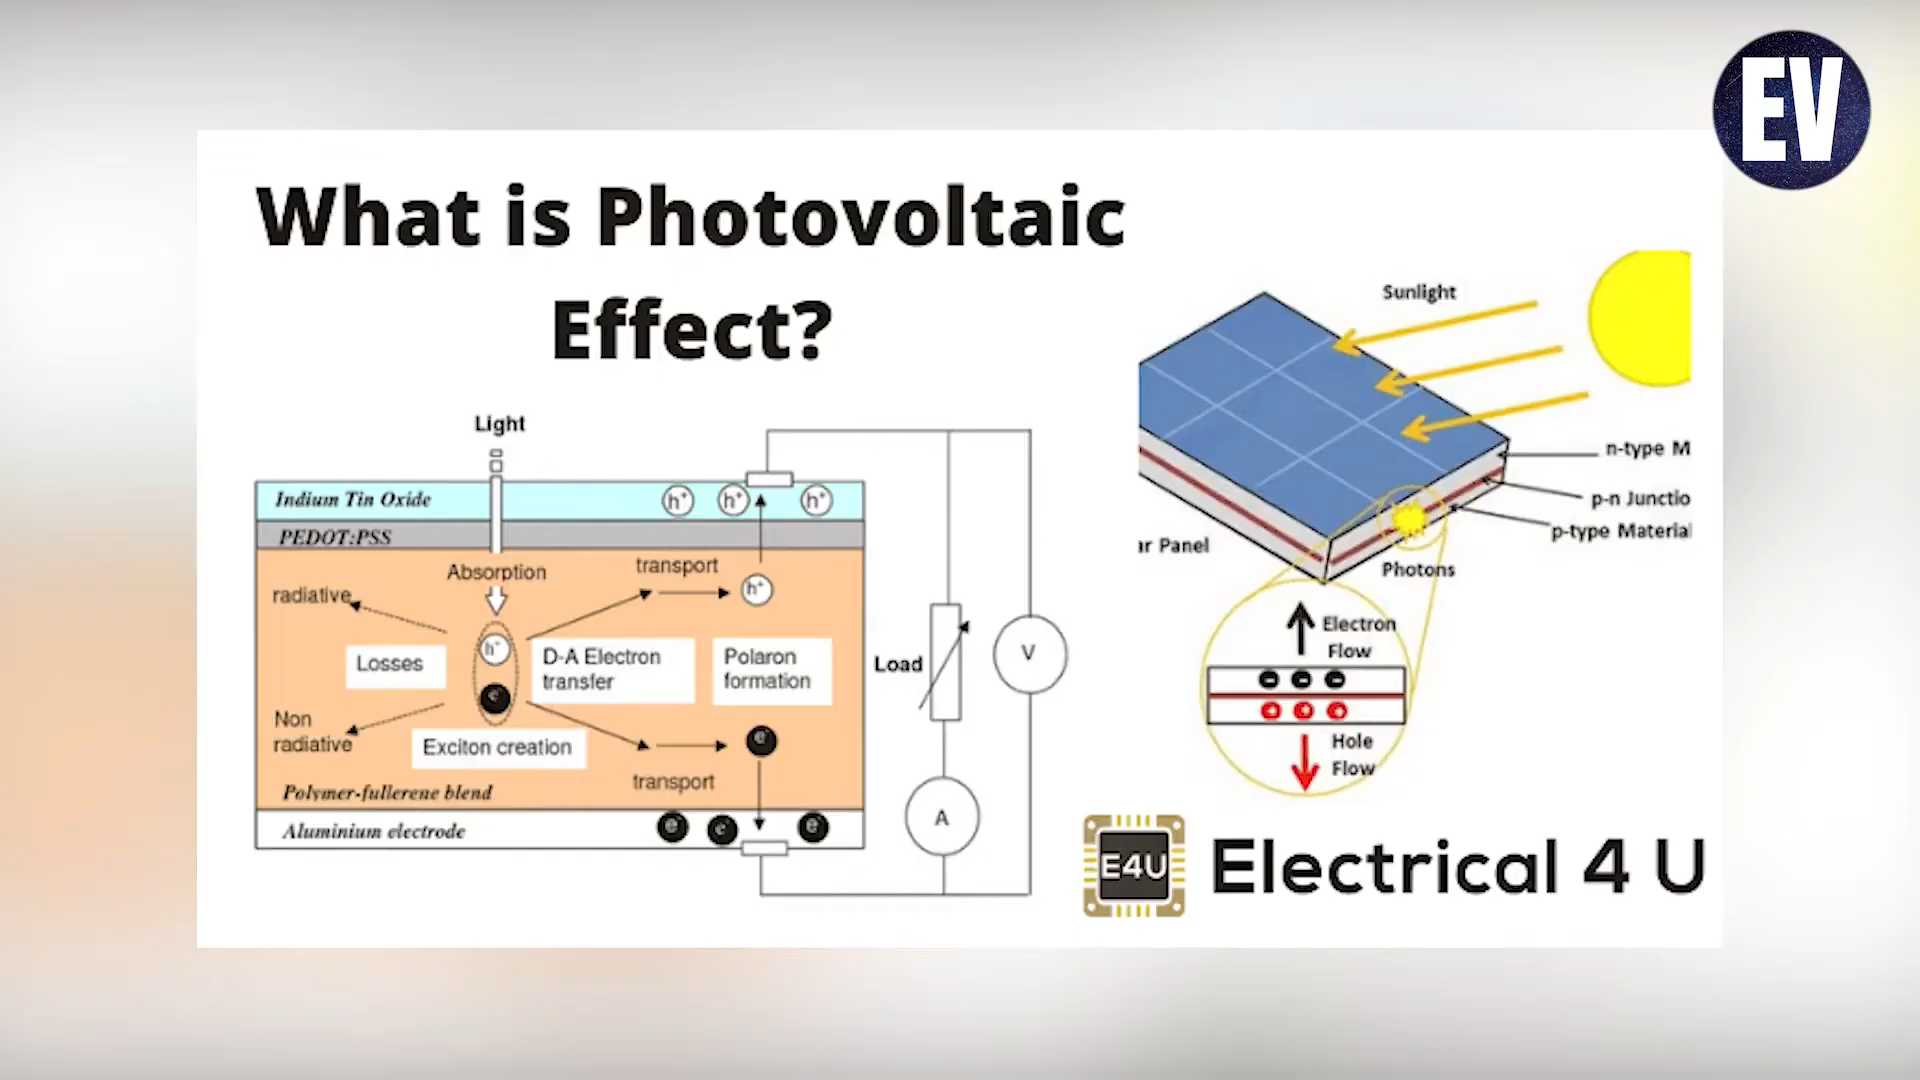 EV
What is Photovoltaic
Effect?
Light
Indium Tin Oxide
h+ h+ h+
PEDOT:PSS
Absorption
transport
radiative
h+
h+
Losses
D-A Electron
transfer
Polaron
formation
Load
V
e-
Non
radiative
Exciton creation
e-
transport
Polymer-fullerene blend
Aluminium electrode
e- e- e-
A
Sunlight
n-type M
p-n Junctio
p-type Material
ar Panel
Photons
Electron
Flow
Hole
Flow
E4U
Electrical 4 U